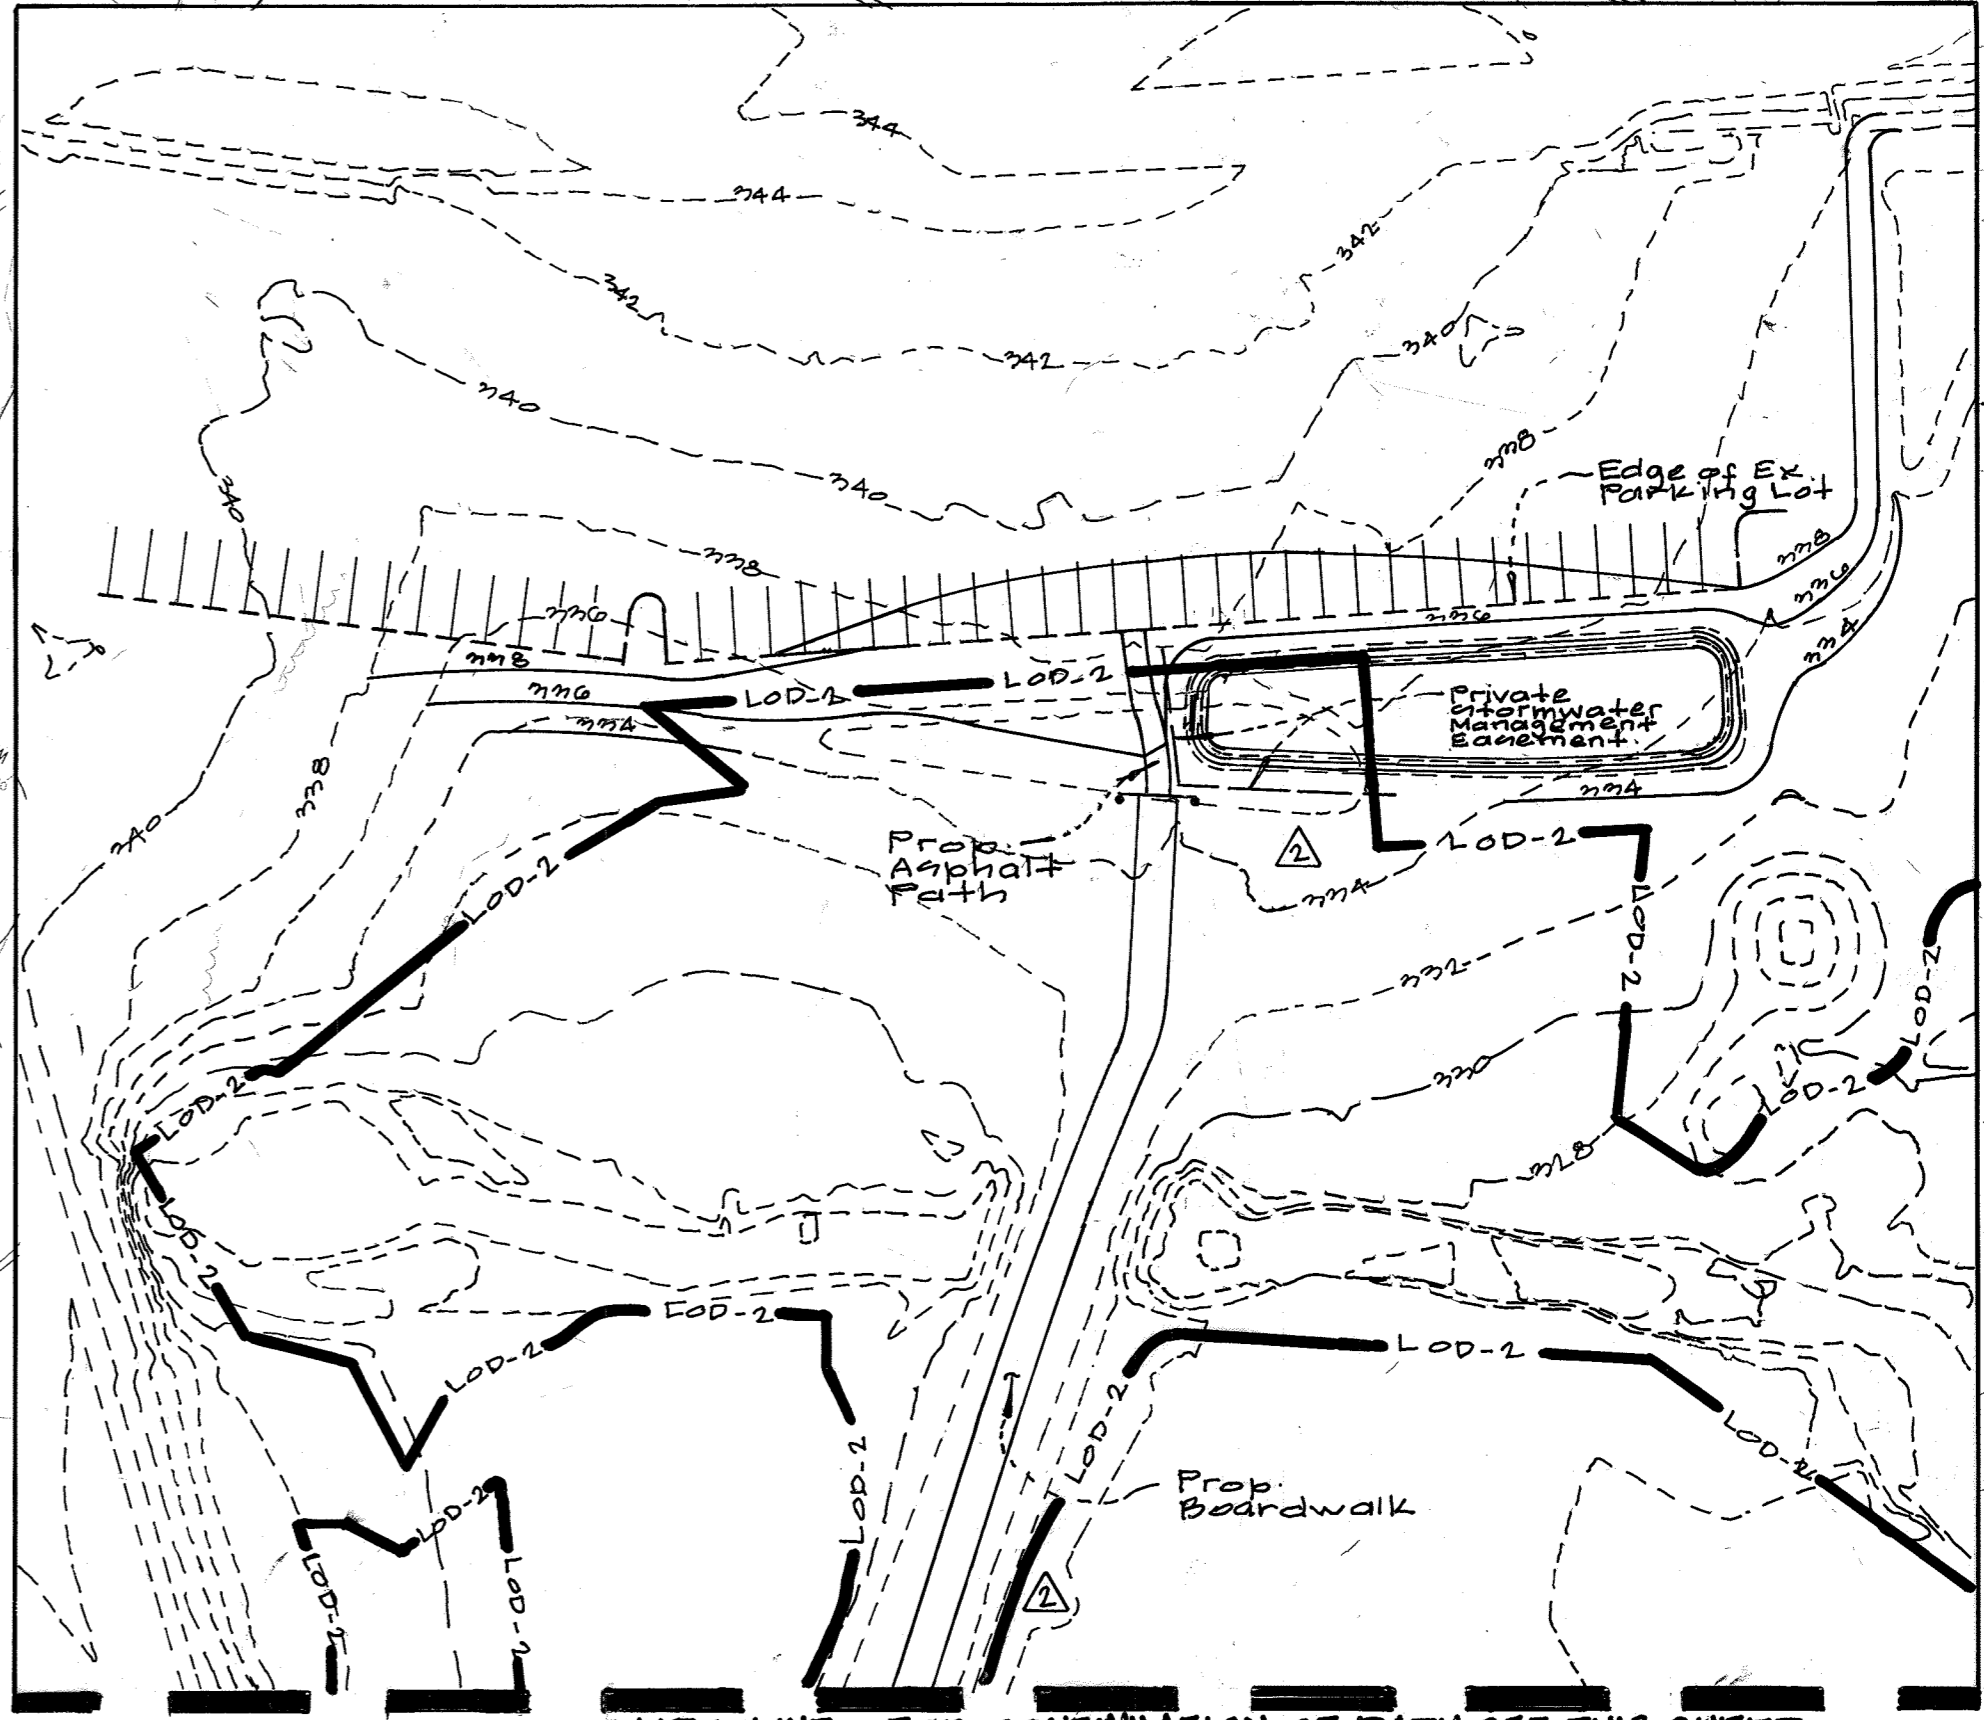 344
344
342
342
342
340
340
340
340
338
Edge of Ex.
Parking Lot
338
338
336
334
336
336
338
336
334
LOD-2
LOD-2
Private
Stormwater
Management
Easement
334
338
340
Prop.
Asphalt
Path
2
LOD-2
334
LOD-2
LOD-2
LOD-2
332
LOD-2
330
LOD-2
LOD-2
328
LOD-2
LOD-2
LOD-2
LOD-2
LOD-2
LOD-2
LOD-2
LOD-2
Prop.
Boardwalk
LOD-2
LOD-2
LOD-2
2